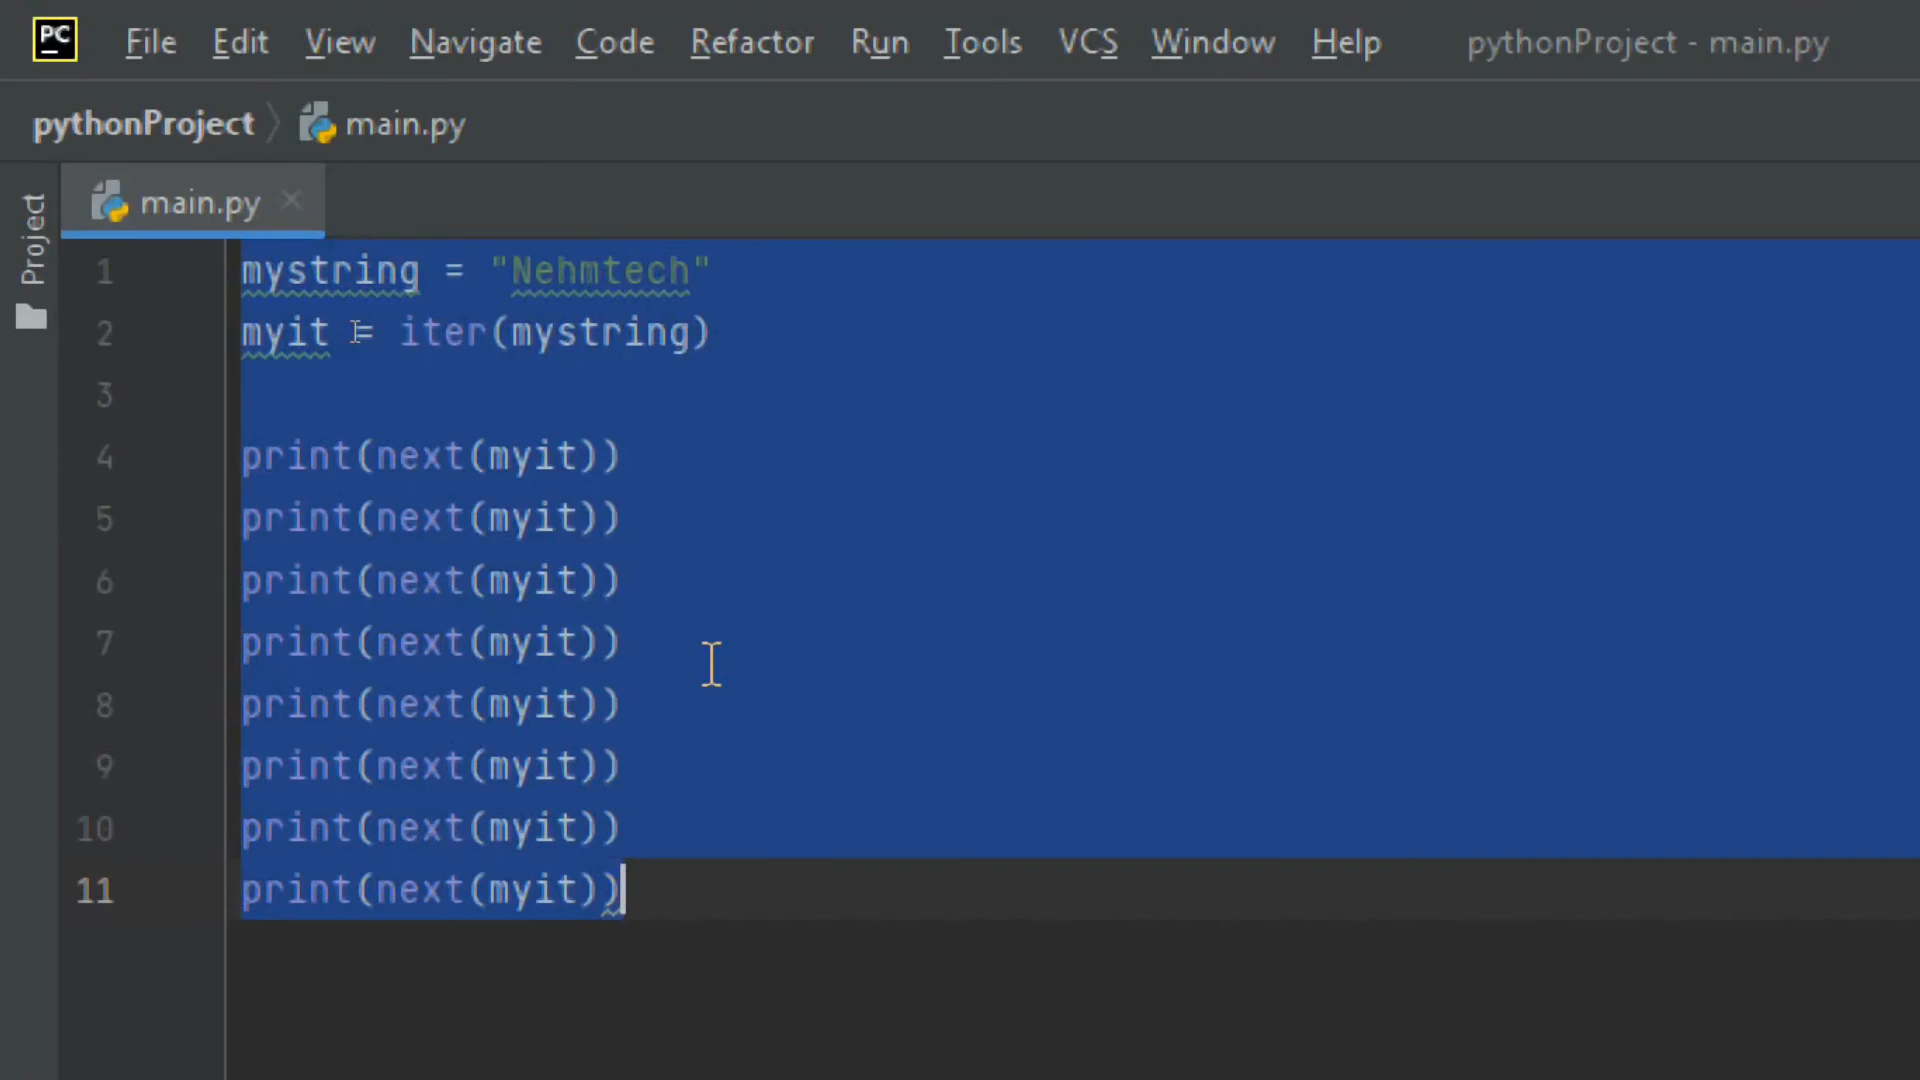 PC File Edit View Navigate Code Refactor Run Tools VCS Window Help pythonProject - main.py
pythonProject main.py
main.py
Project
1 mystring = "Nehmtech"
2 myit = iter(mystring)
3
4 print(next(myit))
5 print(next(myit))
6 print(next(myit))
7 print(next(myit))
8 print(next(myit))
9 print(next(myit))
10 print(next(myit))
11 print(next(myit))